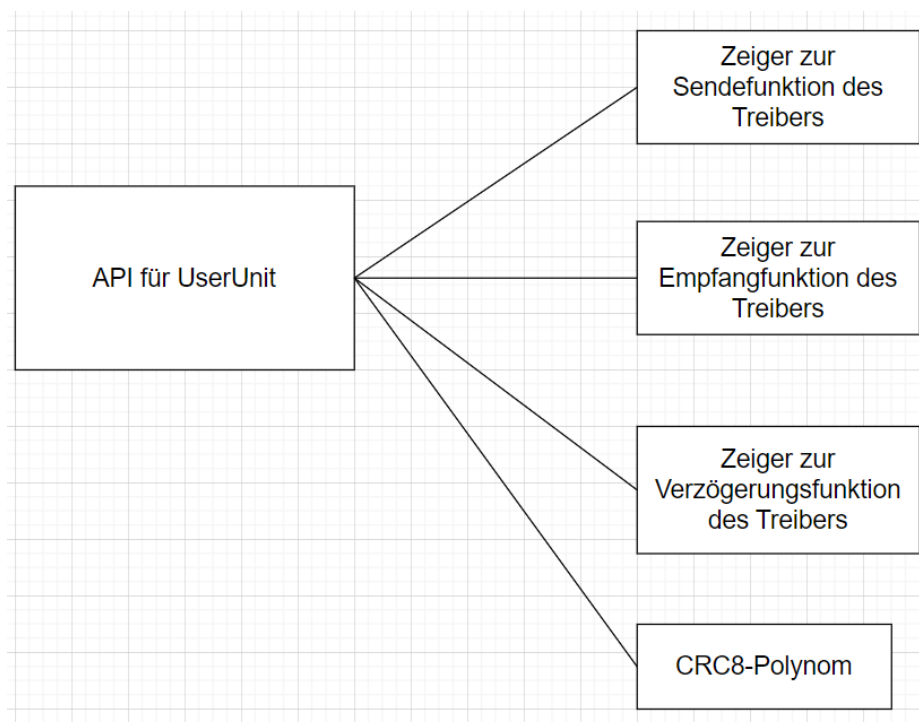 Zeiger zur
Sendefunktion des
Treibers
API für UserUnit
Zeiger zur
Empfangfunktion des
Treibers
Zeiger zur
Verzögerungsfunktion
des Treibers
CRC8-Polynom